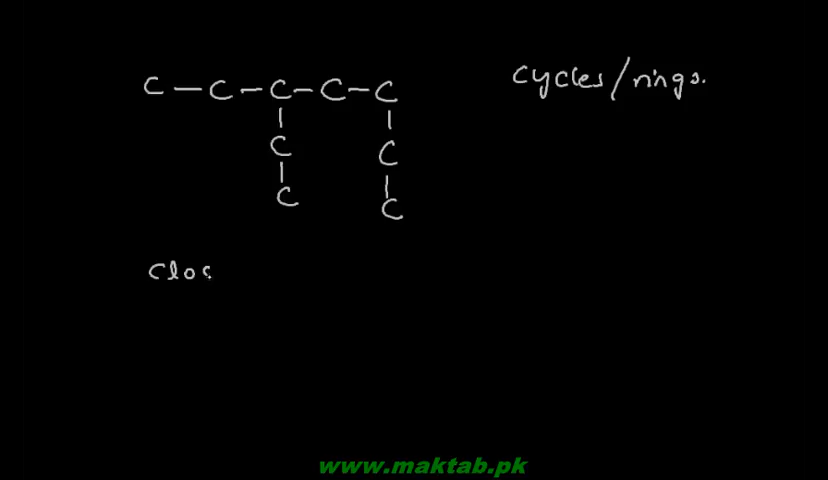 C — C — C — C — C
cycles/rings.
C C
C C
Clos
www.maktab.pk